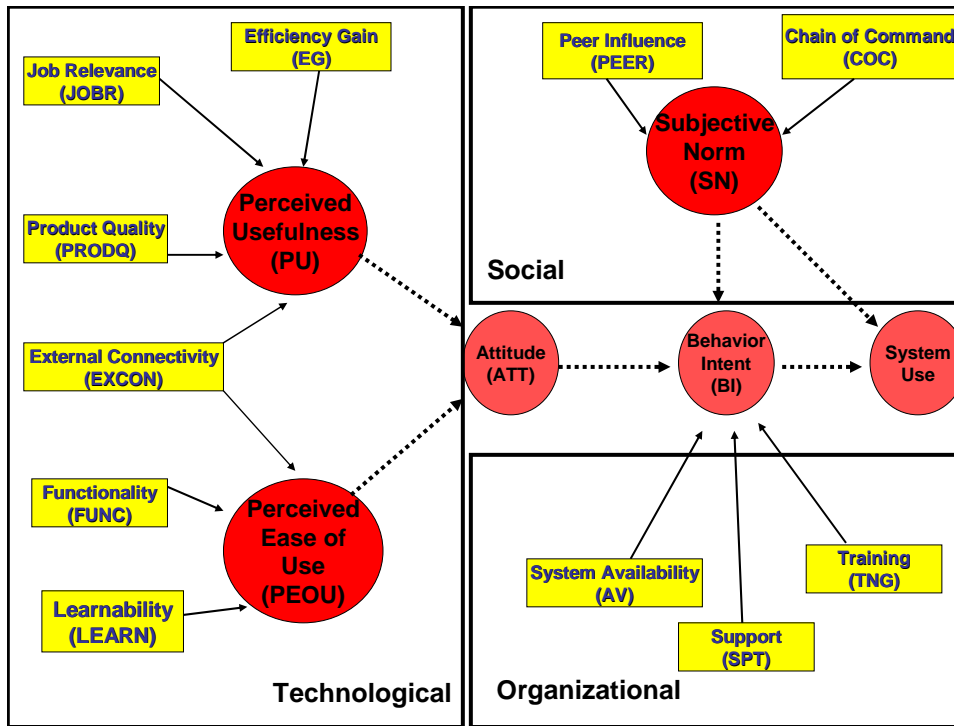 Efficiency Gain
(EG)
Job Relevance
(JOBR)
Perceived
Usefulness
(PU)
Product Quality
(PRODQ)
External Connectivity
(EXCON)
Functionality
(FUNC)
Perceived
Ease of
Use
(PEOU)
Learnability
(LEARN)
Technological
Peer Influence
(PEER)
Chain of Command
(COC)
Subjective
Norm
(SN)
Social
Attitude
(ATT)
Behavior
Intent
(BI)
System
Use
System Availability
(AV)
Training
(TNG)
Support
(SPT)
Organizational